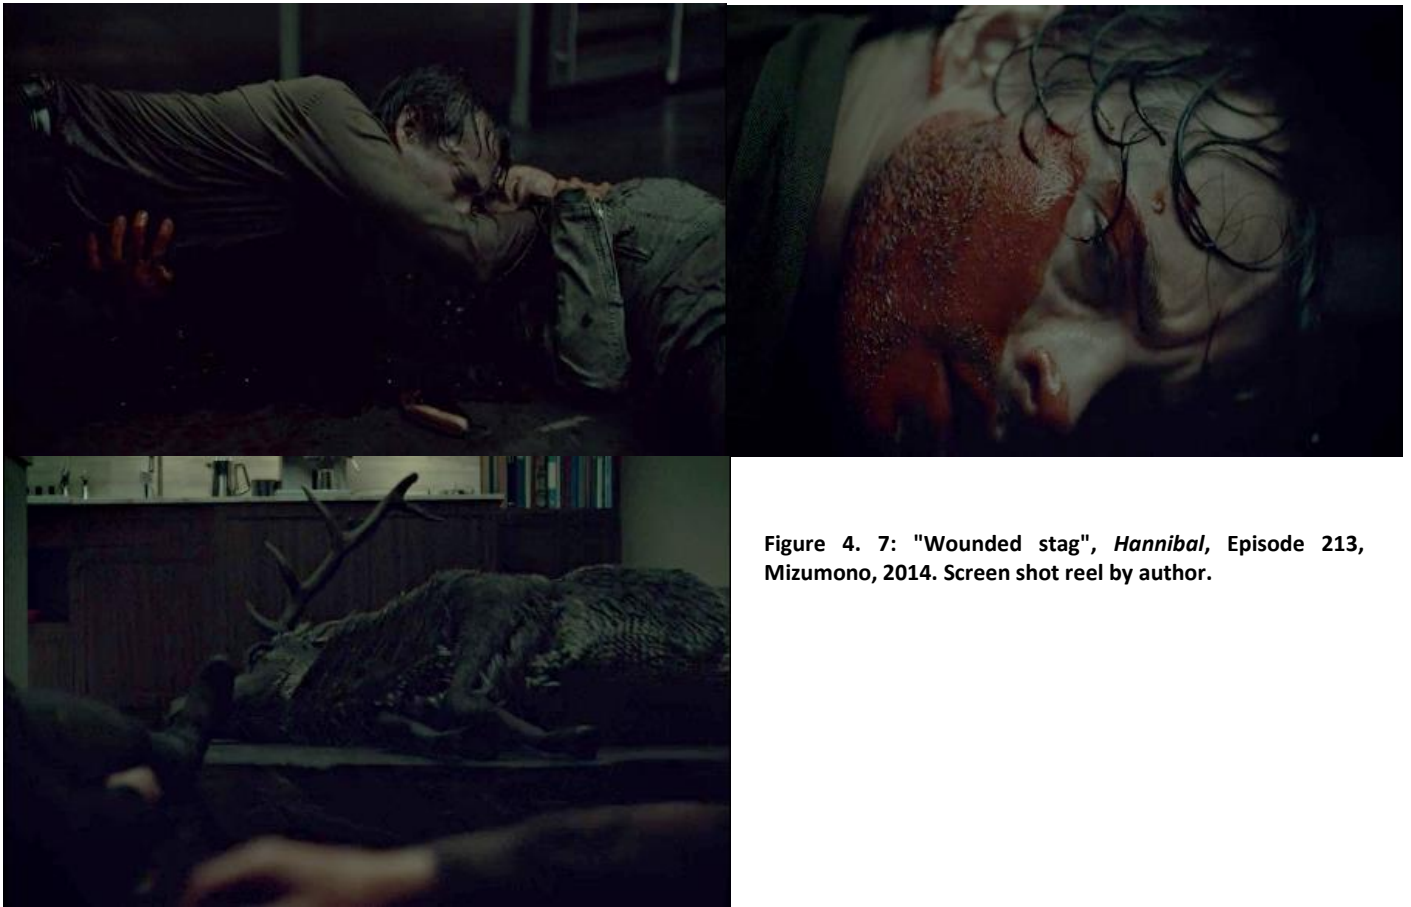 Figure 4. 7: "Wounded stag", Hannibal, Episode 213,
Mizumono, 2014. Screen shot reel by author.